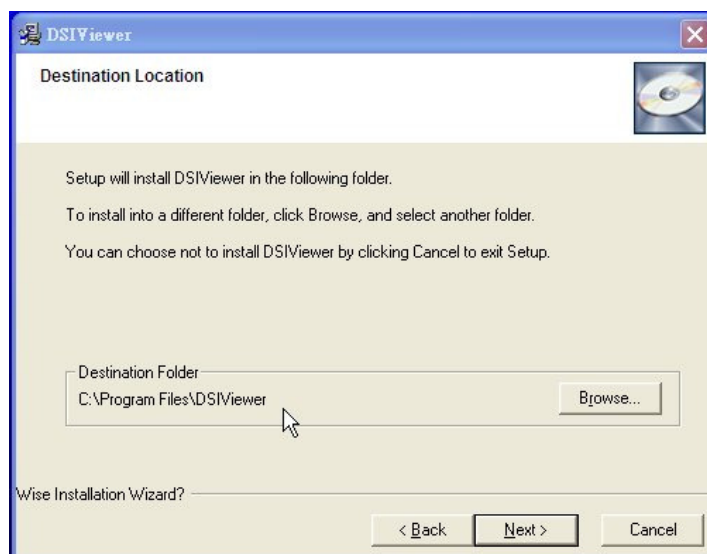 DSIViewer
Destination Location
Setup will install DSIViewer in the following folder.
To install into a different folder, click Browse, and select another folder.
You can choose not to install DSIViewer by clicking Cancel to exit Setup.
Destination Folder
C:\Program Files\DSIViewer
Browse...
Wise Installation Wizard?
< Back Next > Cancel